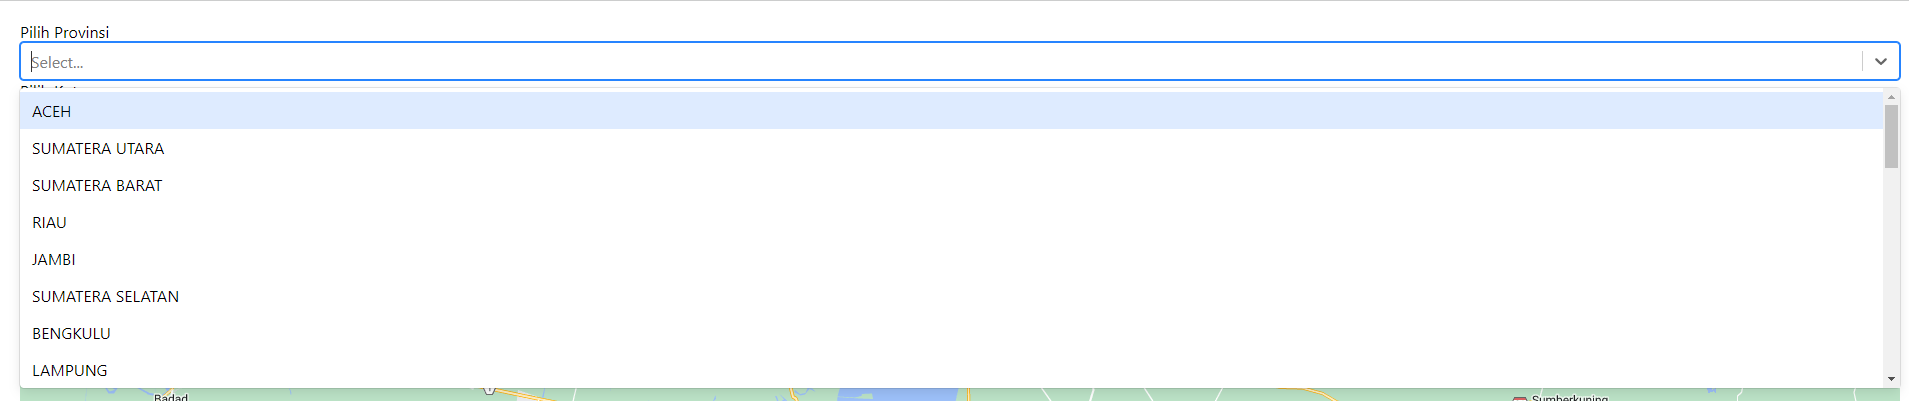 Pilih Provinsi
Select...
ACEH
SUMATERA UTARA
SUMATERA BARAT
RIAU
JAMBI
SUMATERA SELATAN
BENGKULU
LAMPUNG
Badad
Sumberkuning